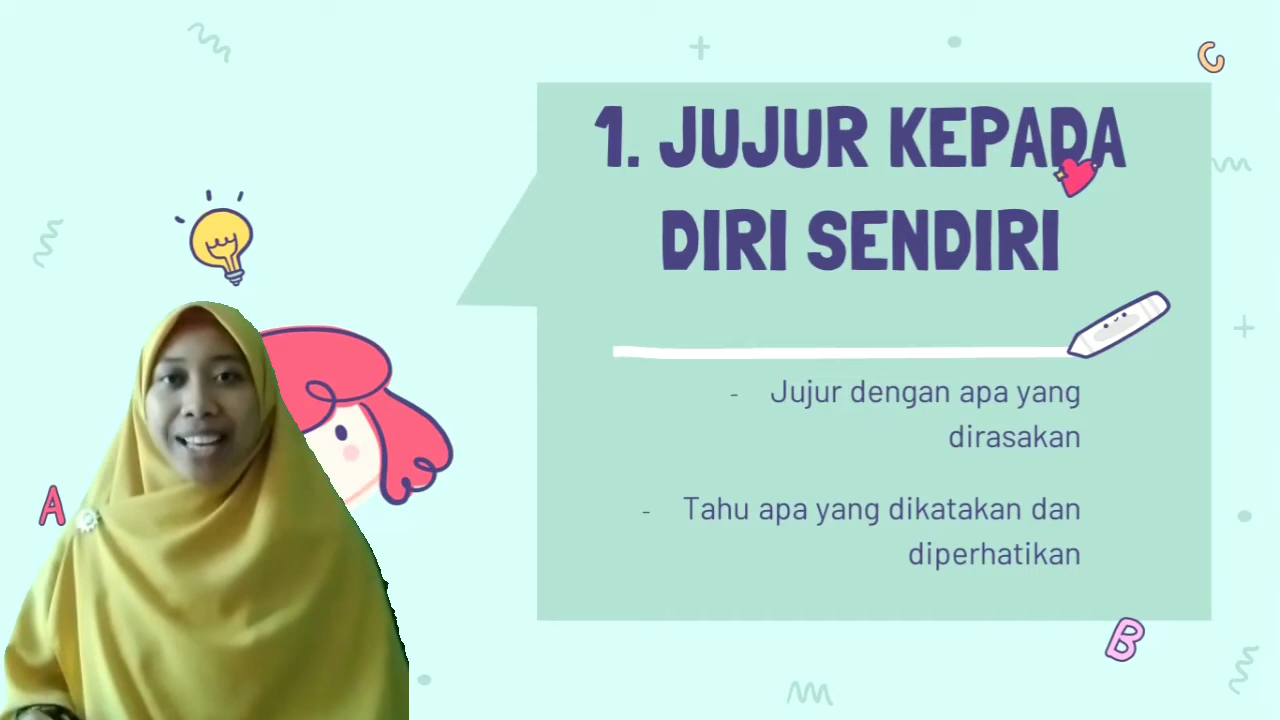 1. JUJUR KEPADA
DIRI SENDIRI
- Jujur dengan apa yang
dirasakan
- Tahu apa yang dikatakan dan
diperhatikan
A
B
C